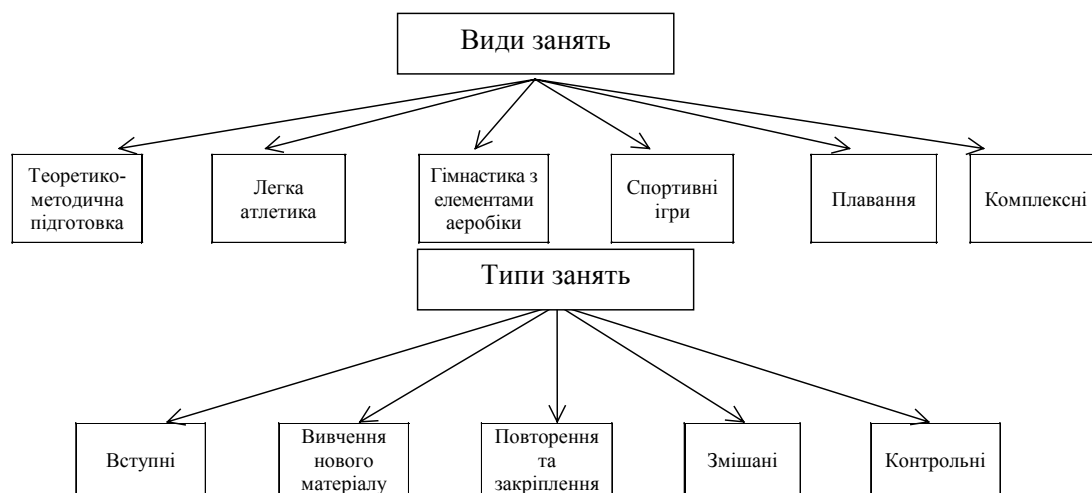 Види занять
Теоретико-
методична
підготовка
Легка
атлетика
Гімнастика з
елементами
аеробіки
Спортивні
ігри
Плавання
Комплексні
Типи занять
Вступні
Вивчення
нового
матеріалу
Повторення
та
закріплення
Змішані
Контрольні